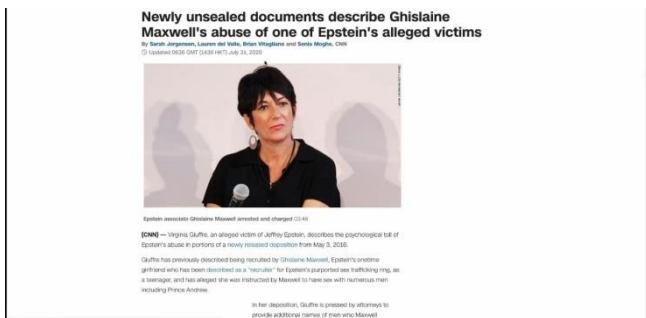 Newly unsealed documents describe Ghislaine
Maxwell's abuse of one of Epstein's alleged victims
By Sarah Jorgensen, Lauren del Valle, Brian Vitagliano and Sonia Moghe, CNN
Updated 0636 GMT (1436 HKT) July 31, 2020
Epstein associate Ghislaine Maxwell arrested and charged 03:46
(CNN) — Virginia Giuffre, an alleged victim of Jeffrey Epstein, describes the psychological toll of
Epstein's abuse in portions of a newly released deposition from May 3, 2016.
Giuffre has previously described being recruited by Ghislaine Maxwell, Epstein's onetime
girlfriend who has been described as a "recruiter" for Epstein's purported sex trafficking ring, as
a teenager, and has alleged she was instructed by Maxwell to have sex with numerous men
including Prince Andrew.
In her deposition, Giuffre is pressed by attorneys to
provide additional names of men who Maxwell